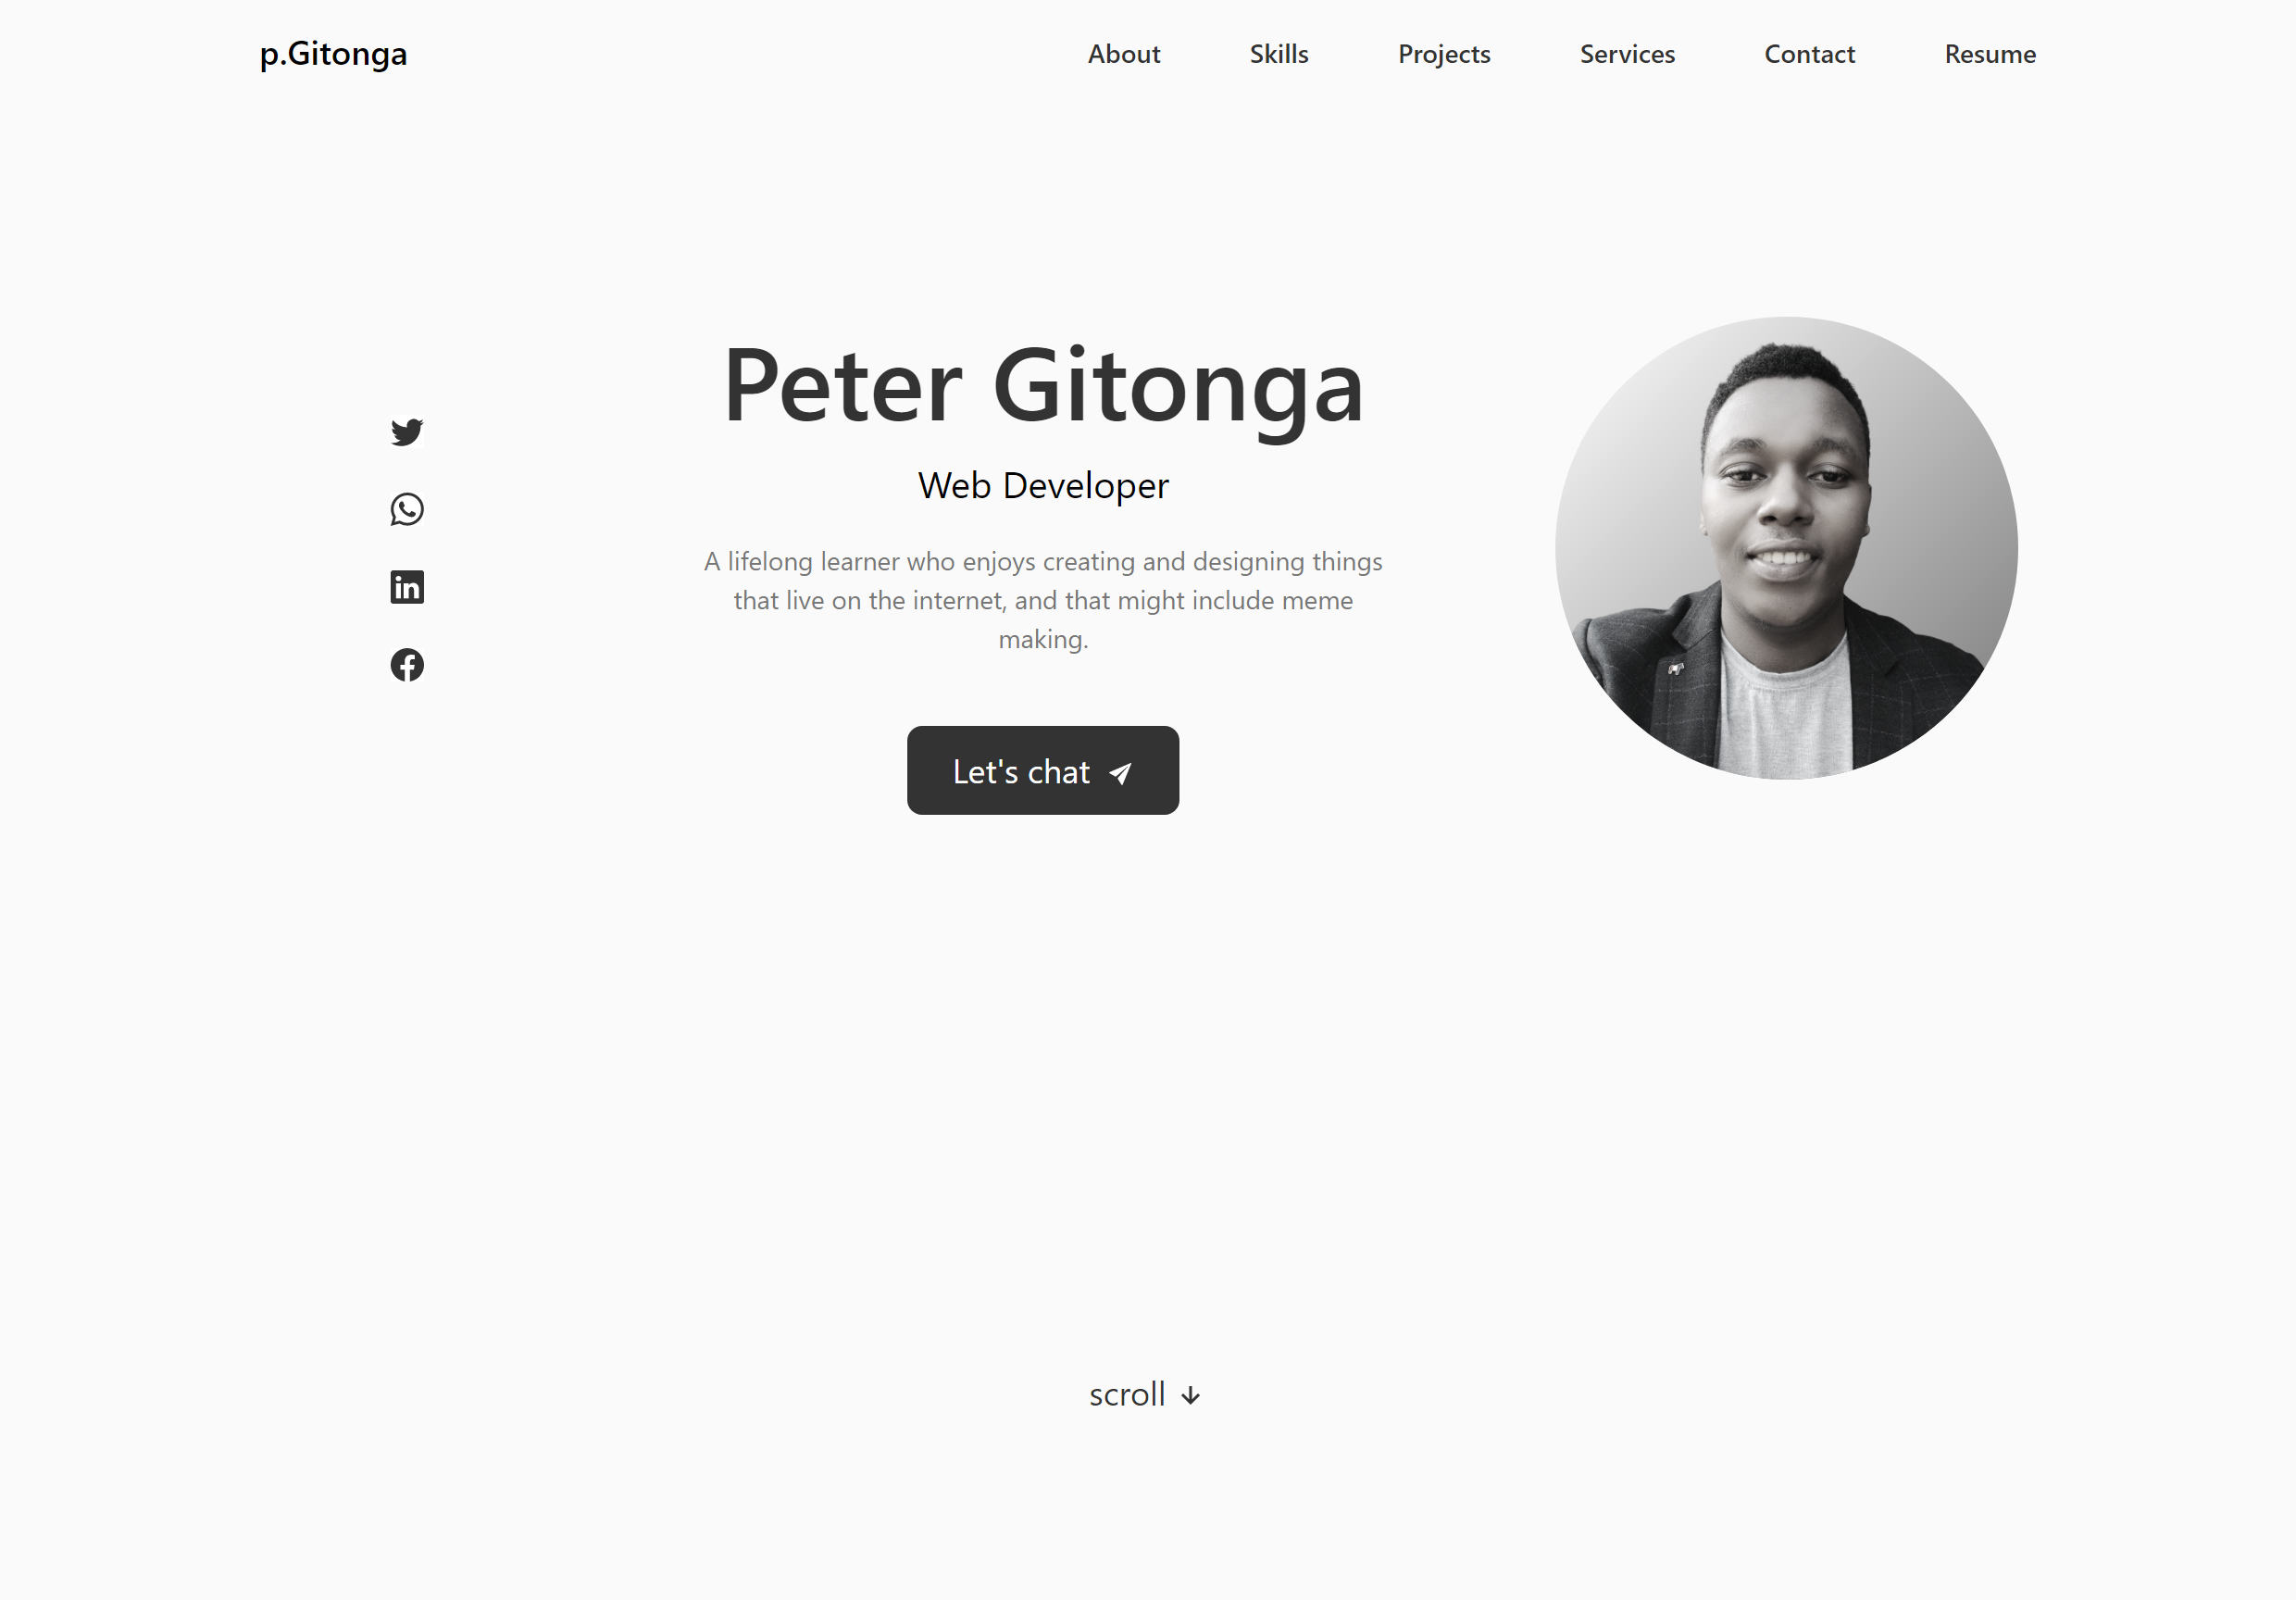 p.Gitonga
About Skills Projects Services Contact Resume
Peter Gitonga
Web Developer
A lifelong learner who enjoys creating and designing things
that live on the internet, and that might include meme
making.
Let's chat
scroll